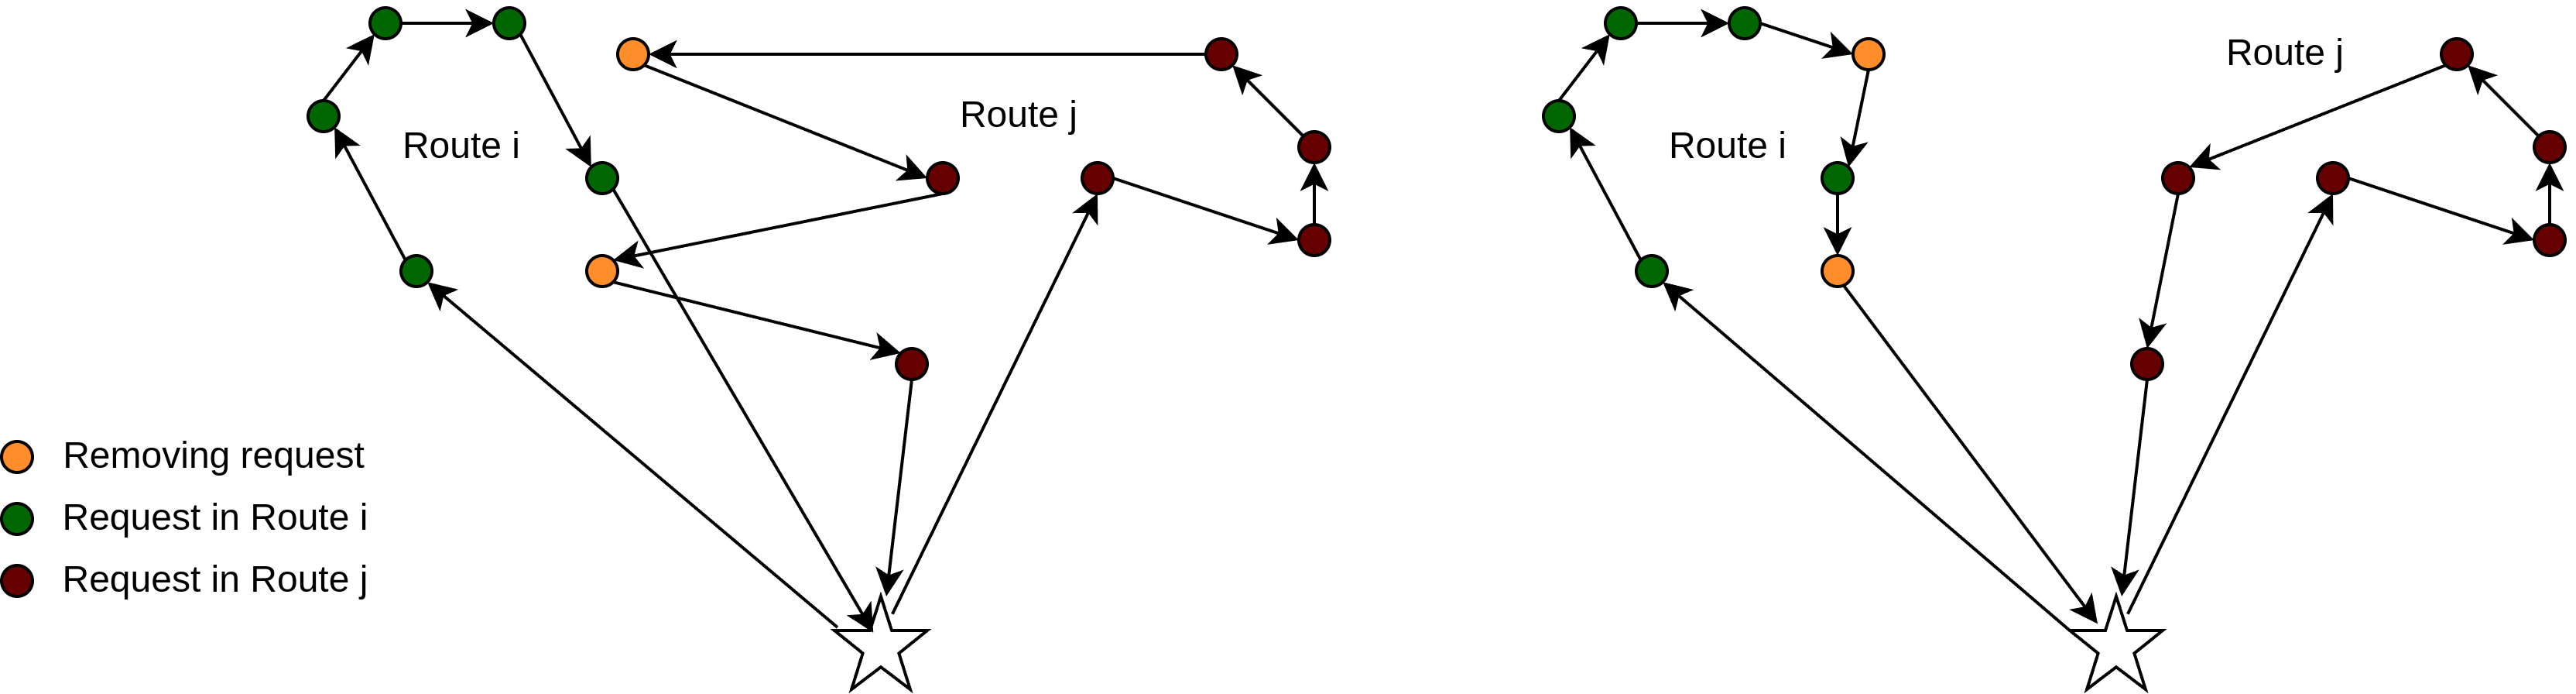 Route j
Route j
Route i
Route i
Removing request
Request in Route i
Request in Route j